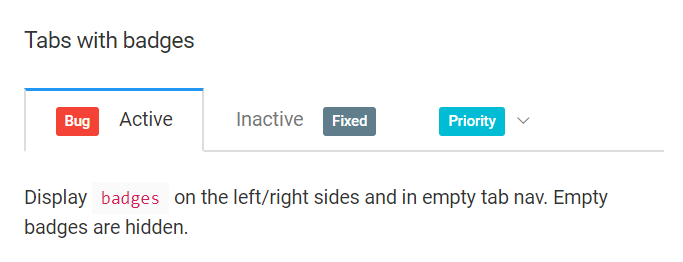 Tabs with badges
Bug Active Inactive Fixed Priority
Display badges on the left/right sides and in empty tab nav. Empty
badges are hidden.